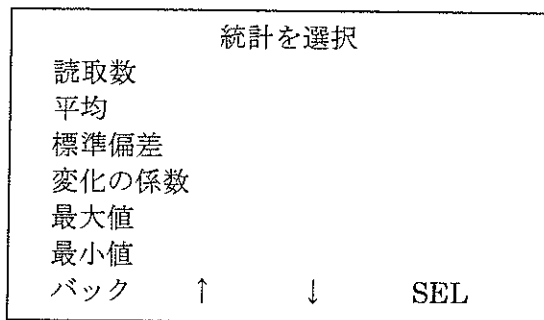 統計を選択
読取数
平均
標準偏差
変化の係数
最大値
最小値
バック ↑ ↓ SEL